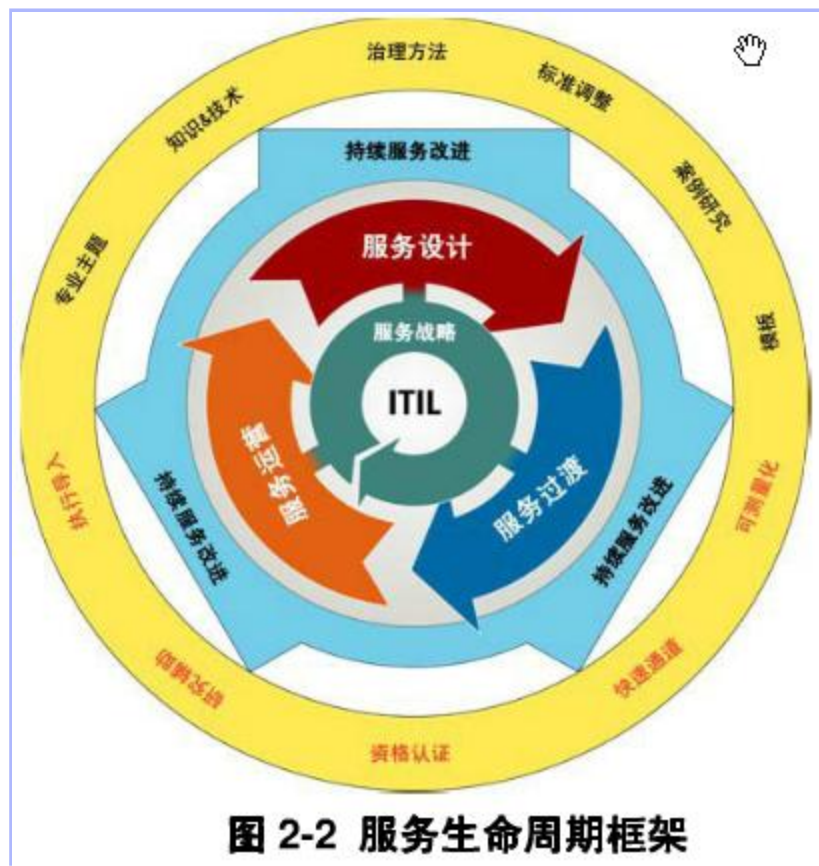 治理方法
标准调整
案例研究
模板
可测量化
快速通道
资格认证
研究辅助
执行导入
专业主题
知识&技术
持续服务改进
持续服务改进
持续服务改进
服务设计
服务过渡
服务运营
服务战略
ITIL
图 2-2 服务生命周期框架